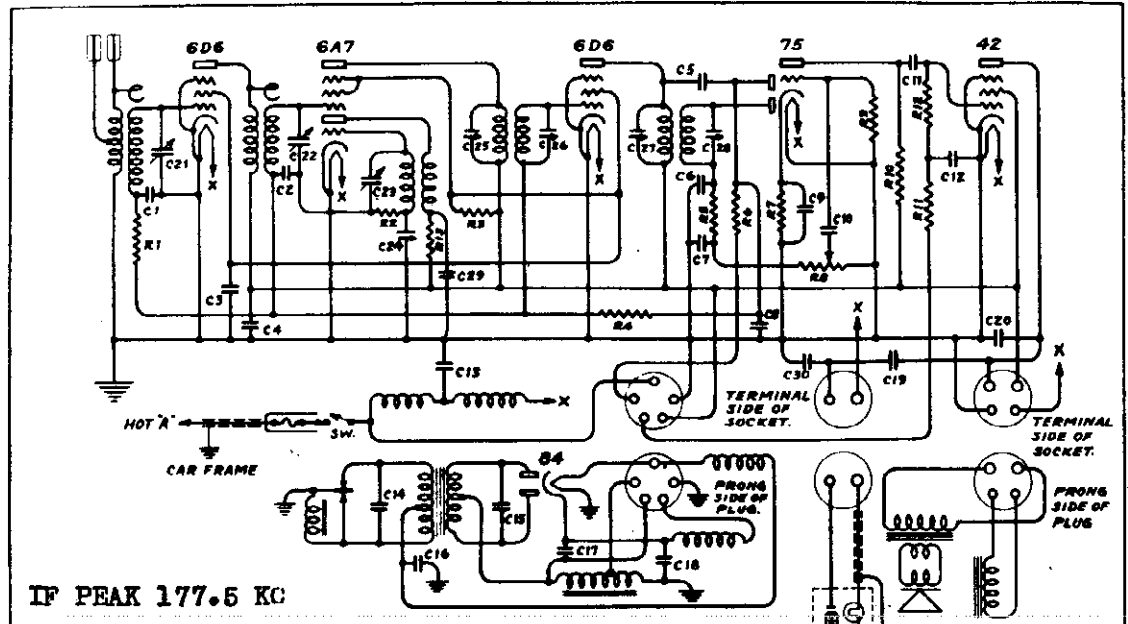 6D6 6A7 6D6 75 42
C5
C11
C21
C22
C25
C26
C27
C28
R9
C1
C2
C23
C6
C12
R1
R2
R3
R5
R6
R7
C9
C10
R10
R11
C24
R12
C29
C7
R8
C3
C4
R4
C8
C20
X
X
X
X
X
C13
C30
X
C19
X
X
HOT "A"
SW.
CAR FRAME
TERMINAL
SIDE OF
SOCKET.
TERMINAL
SIDE OF
SOCKET.
84
C14
C15
C16
C17
C18
PRONG
SIDE OF
PLUG.
PRONG
SIDE OF
PLUG
IF PEAK 177.5 KC